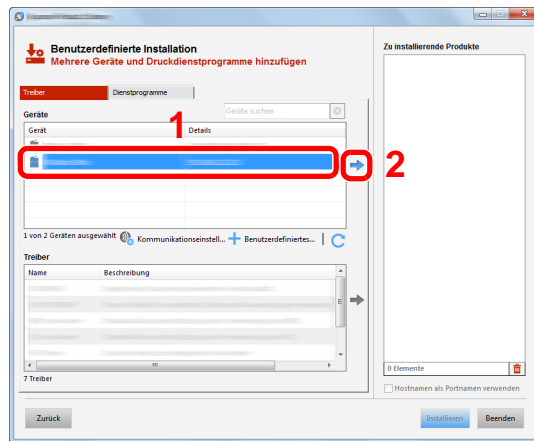 Benutzerdefinierte Installation
Mehrere Geräte und Druckdienstprogramme hinzufügen
Zu installierende Produkte
Treiber
Dienstprogramme
Geräte
Geräte suchen
1
Gerät
Details
2
1 von 2 Geräten ausgewählt
Kommunikationseinstell...
Benutzerdefiniertes...
Treiber
Name
Beschreibung
7 Treiber
0 Elemente
Hostnamen als Portnamen verwenden
Zurück
Installieren
Beenden